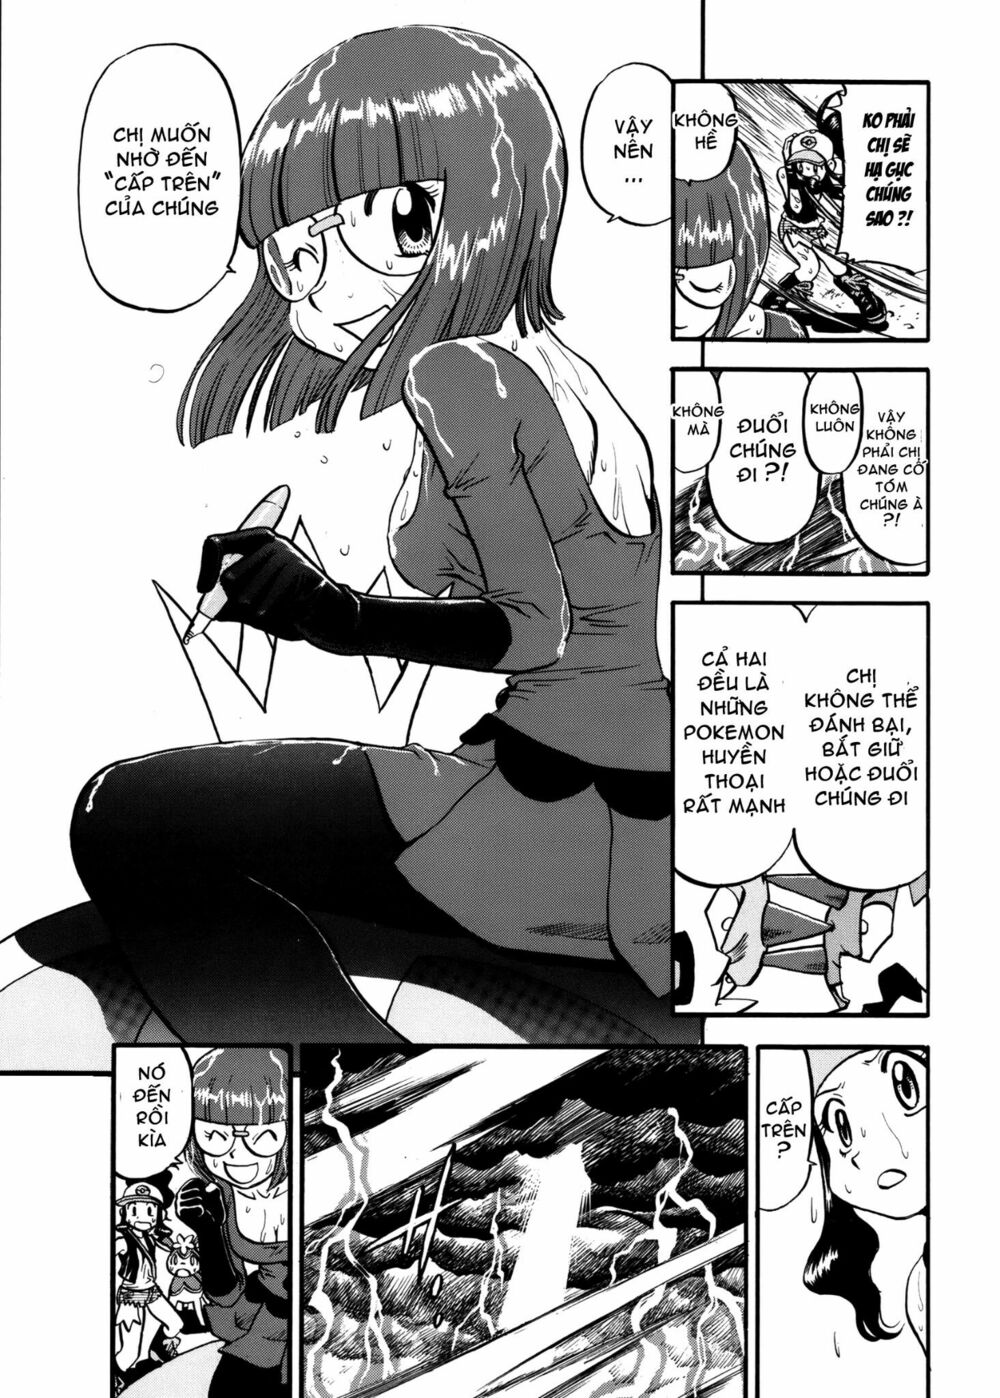 KO PHẢI
CHỊ SẼ
HẠ GỤC
CHÚNG
SAO ?!
KHÔNG
HỀ
VẬY
KHÔNG
PHẢI CHỊ
ĐANG CỐ
TÓM
CHÚNG À
?!
KHÔNG
LUÔN
ĐUỔI
CHÚNG
ĐI ?!
KHÔNG
MÀ
CHỊ
KHÔNG THỂ
ĐÁNH BẠI,
BẮT GIỮ
HOẶC ĐUỔI
CHÚNG ĐI
CẢ HAI
ĐỀU LÀ
NHỮNG
POKEMON
HUYỀN
THOẠI
RẤT MẠNH
VẬY
NÊN
...
CHỊ MUỐN
NHỜ ĐẾN
“CẤP TRÊN”
CỦA CHÚNG
CẤP
TRÊN
?
NÓ
ĐẾN
RỒI
KÌA